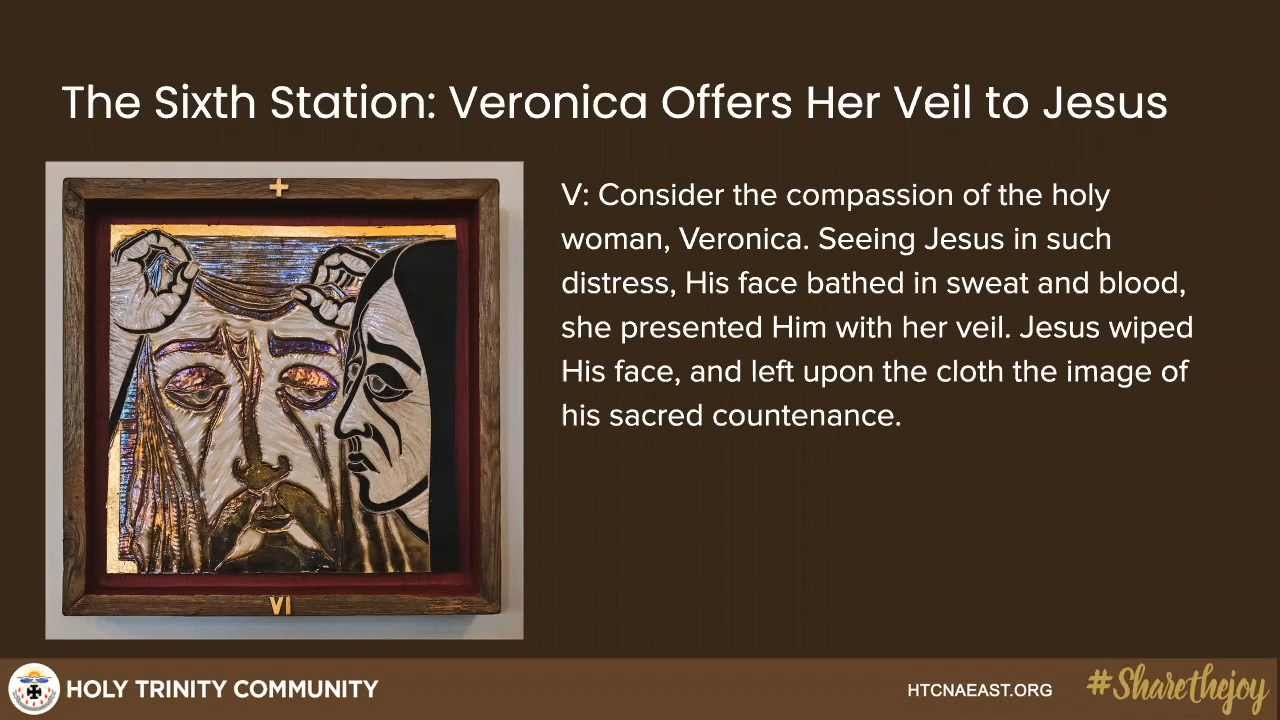 The Sixth Station: Veronica Offers Her Veil to Jesus
V: Consider the compassion of the holy
woman, Veronica. Seeing Jesus in such
distress, His face bathed in sweat and blood,
she presented Him with her veil. Jesus wiped
His face, and left upon the cloth the image of
his sacred countenance.
VI
HOLY TRINITY COMMUNITY
HTCNAEAST.ORG
#Sharethejoy